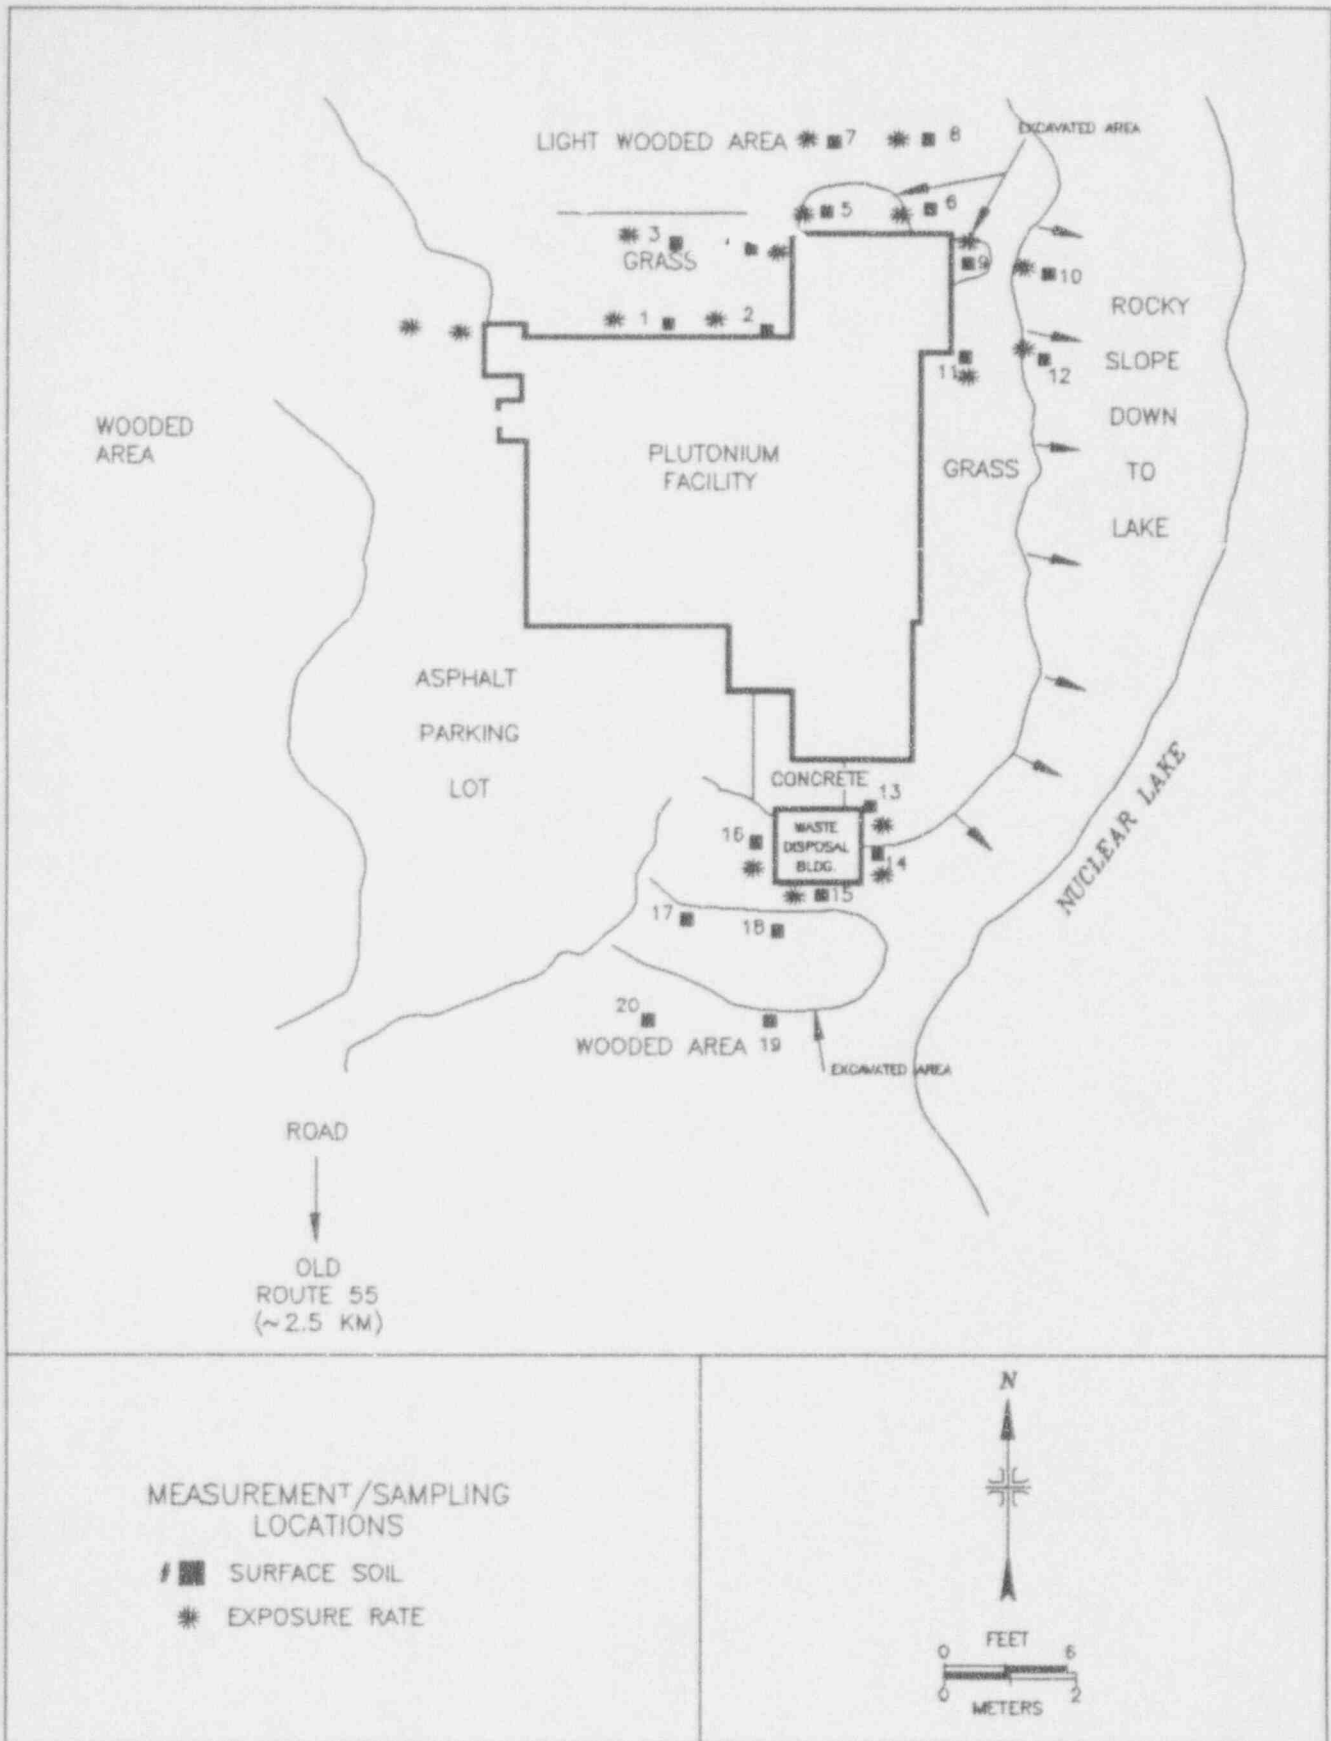 LIGHT WOODED AREA
7
8
EXCAVATED AREA
5
6
3
GRASS
9
10
1
2
ROCKY
SLOPE
DOWN
TO
LAKE
11
12
WOODED
AREA
PLUTONIUM
FACILITY
GRASS
ASPHALT
PARKING
LOT
CONCRETE
13
WASTE
DISPOSAL
BLDG.
16
14
15
NUCLEAR LAKE
17
18
20
WOODED AREA 19
EXCAVATED AREA
ROAD
OLD
ROUTE 55
(~2.5 KM)
MEASUREMENT/SAMPLING
LOCATIONS
# SURFACE SOIL
EXPOSURE RATE
N
FEET
0 6
0 2
METERS